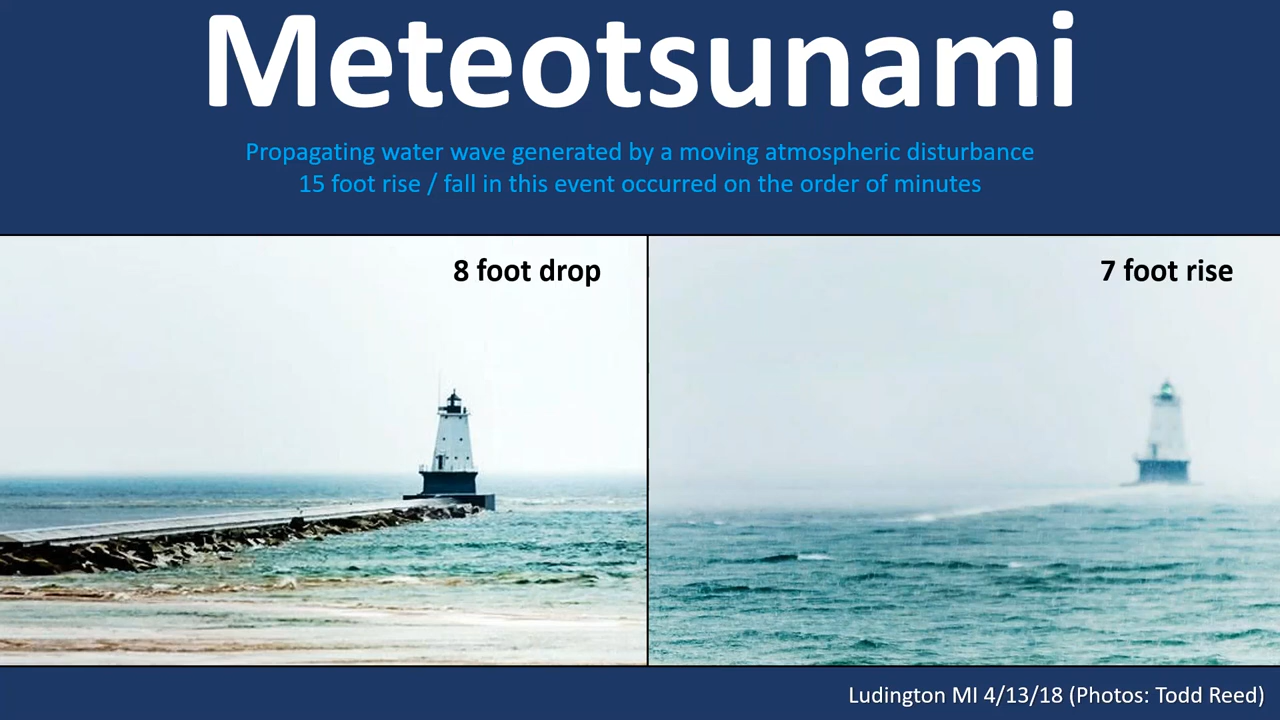 Meteotsunami
Propagating water wave generated by a moving atmospheric disturbance
15 foot rise / fall in this event occurred on the order of minutes
8 foot drop
7 foot rise
Ludington MI 4/13/18 (Photos: Todd Reed)